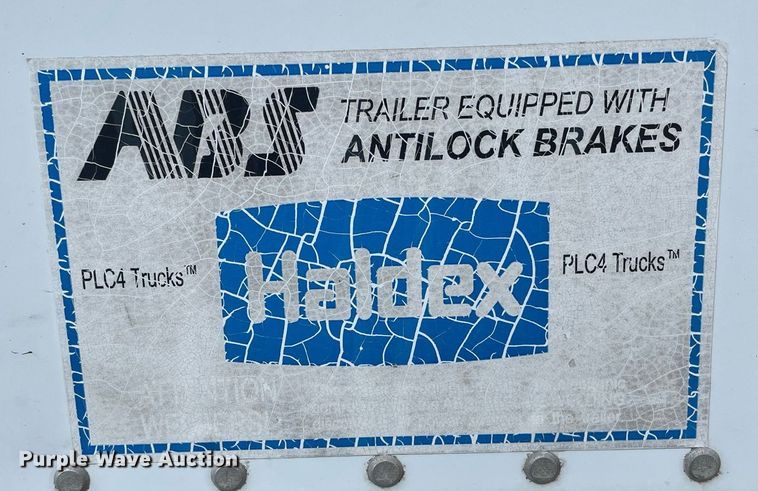 ABS
TRAILER EQUIPPED WITH
ANTILOCK BRAKES
PLC4 Trucks™
Haldex
PLC4 Trucks™
Purple Wave Auction